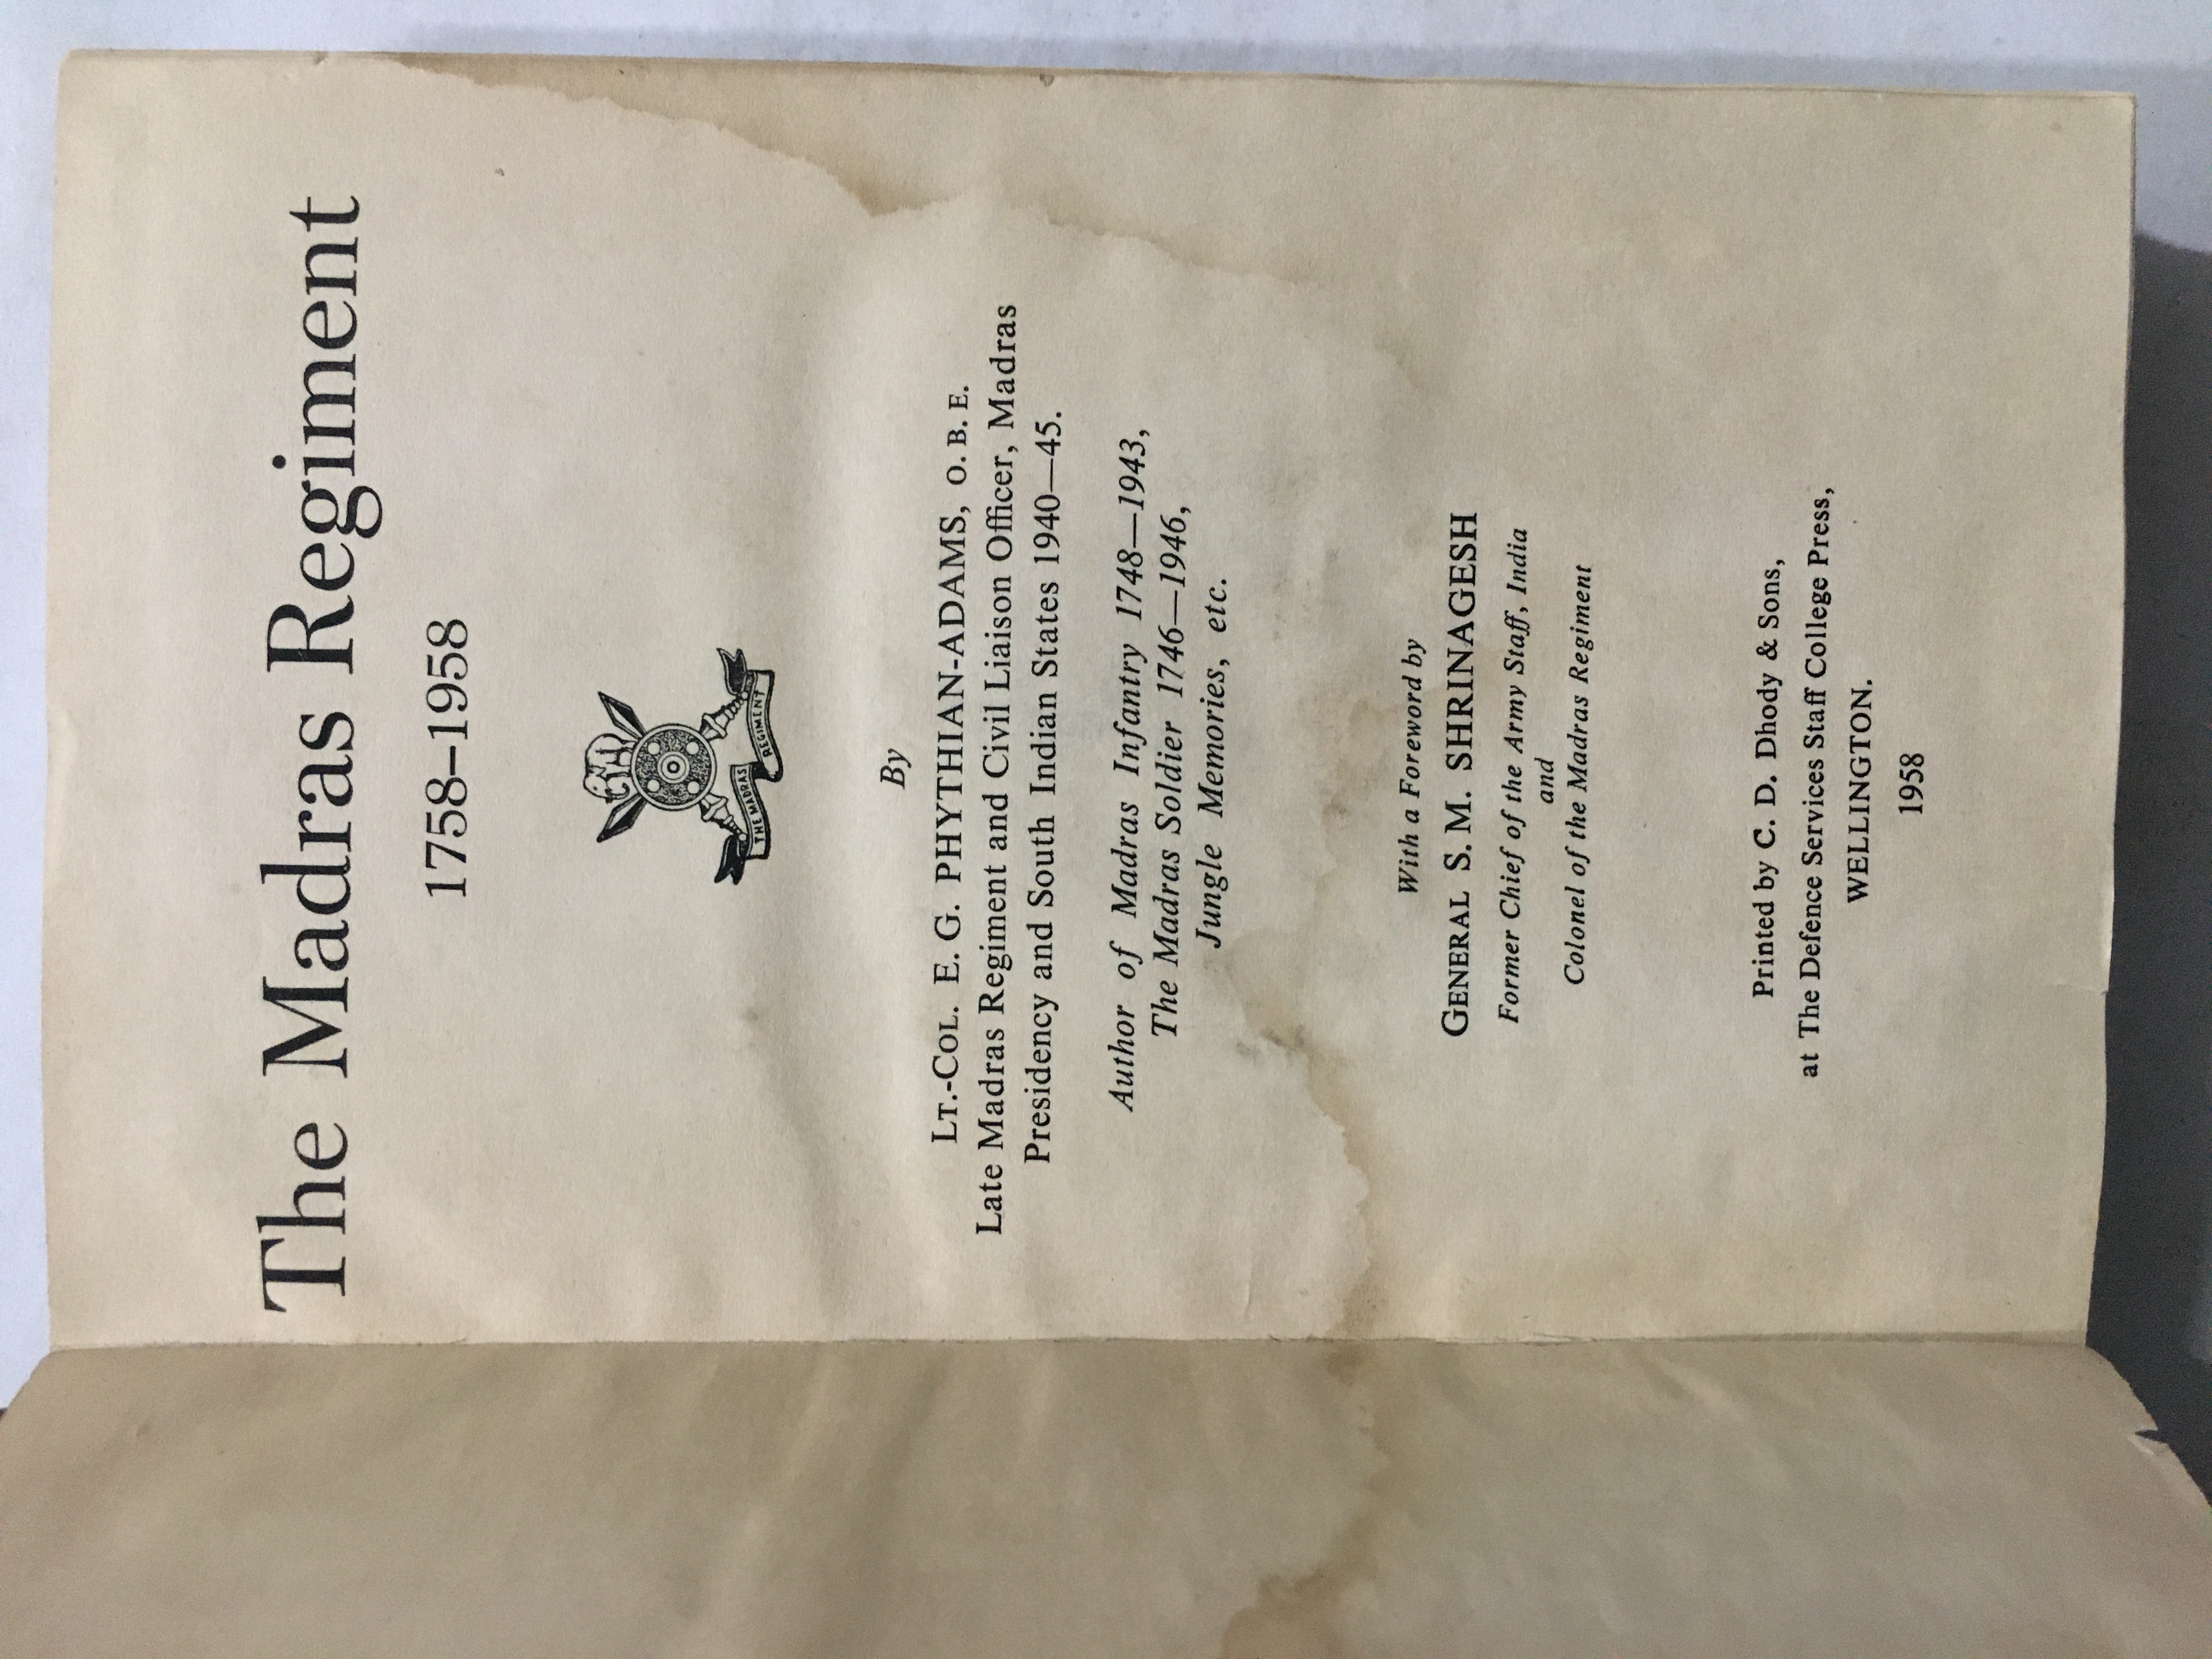 The Madras Regiment
1758–1958
THE MADRAS REGIMENT
By
LT.-COL. E. G. PHYTHIAN-ADAMS, O. B. E.
Late Madras Regiment and Civil Liaison Officer, Madras
Presidency and South Indian States 1940—45.
Author of Madras Infantry 1748—1943,
The Madras Soldier 1746—1946,
Jungle Memories, etc.
With a Foreword by
GENERAL S. M. SHRINAGESH
Former Chief of the Army Staff, India
and
Colonel of the Madras Regiment
Printed by C. D. Dhody & Sons,
at The Defence Services Staff College Press,
WELLINGTON.
1958